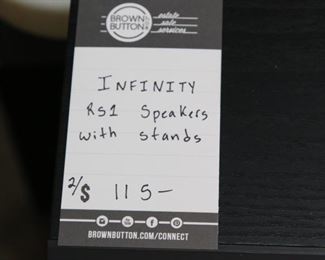 BROWN
BUTTON
estate
sale
services
INFINITY
Rs1 Speakers
with stands
2/$ 115-
BROWNBUTTON.COM/CONNECT